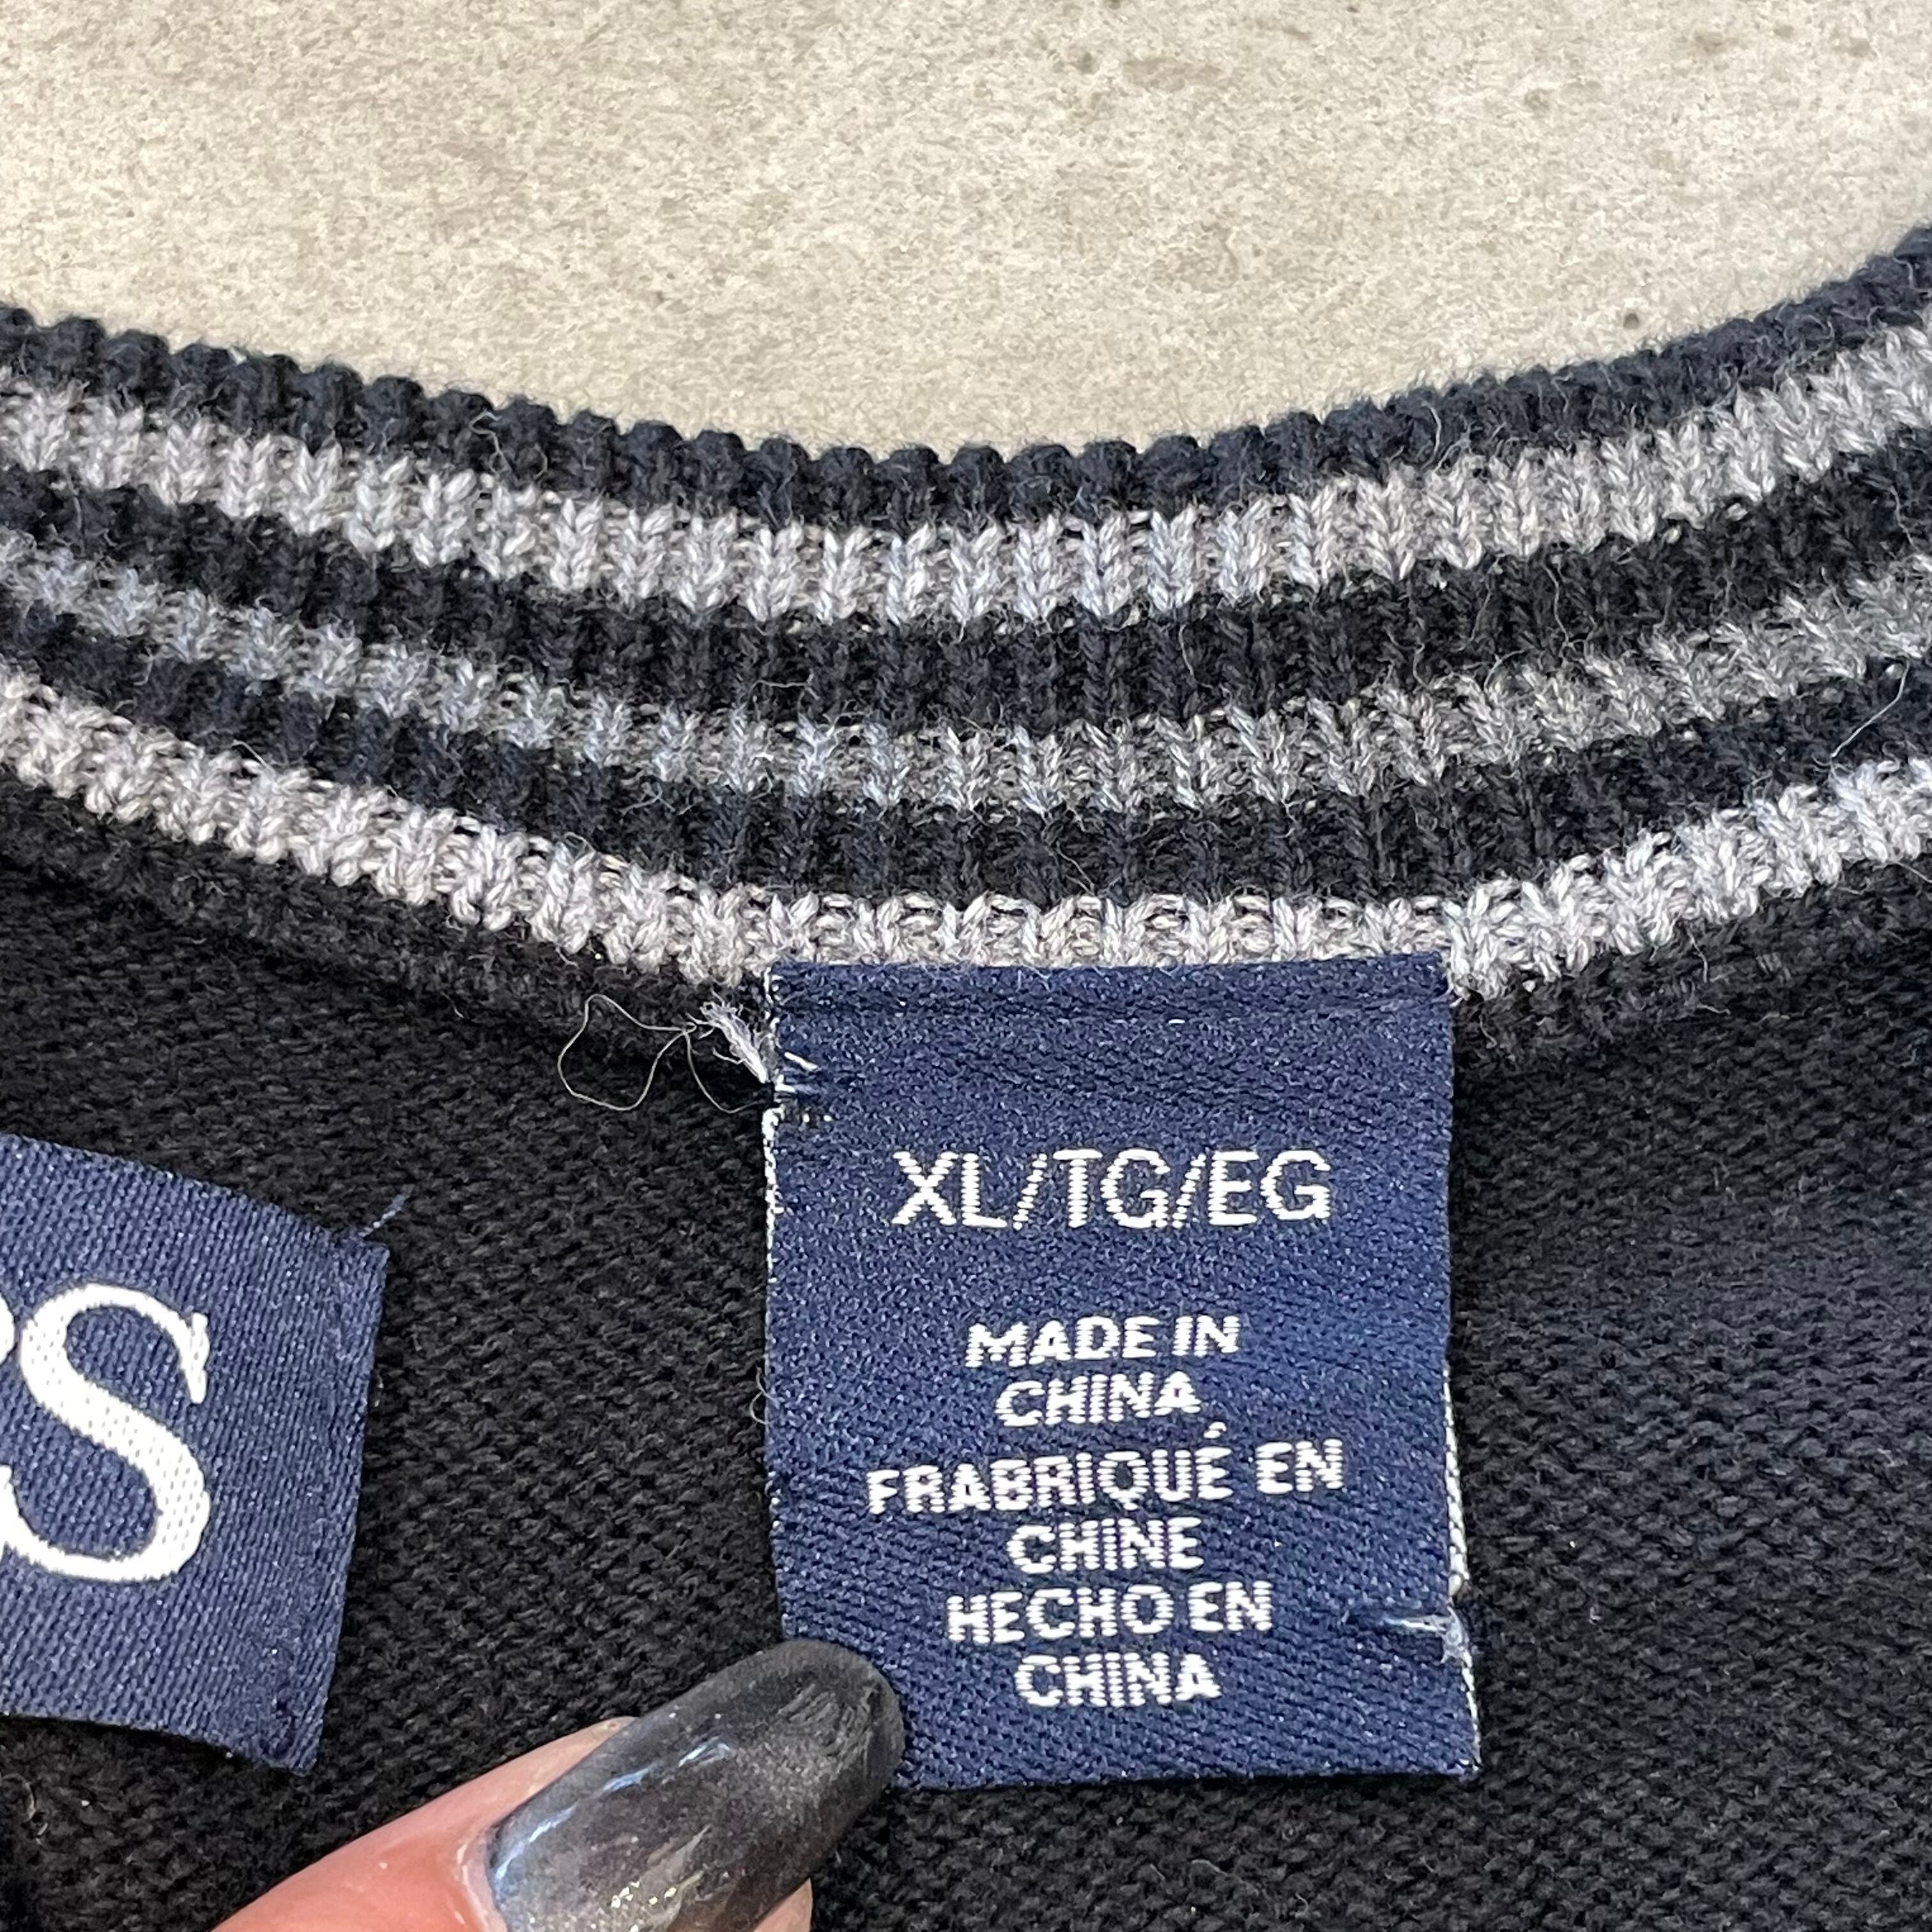 S
XL/TG/EG
MADE IN
CHINA
FRABRIQUÉ EN
CHINE
HECHO EN
CHINA